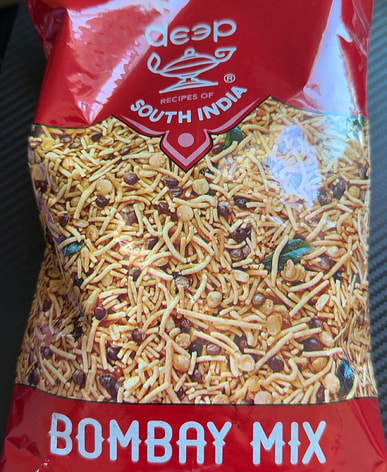 deep
®
RECIPES OF
SOUTH INDIA
BOMBAY MIX